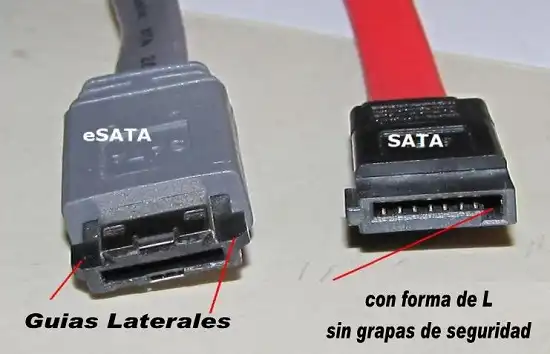 eSATA
SATA
Guias Laterales
con forma de L
sin grapas de seguridad